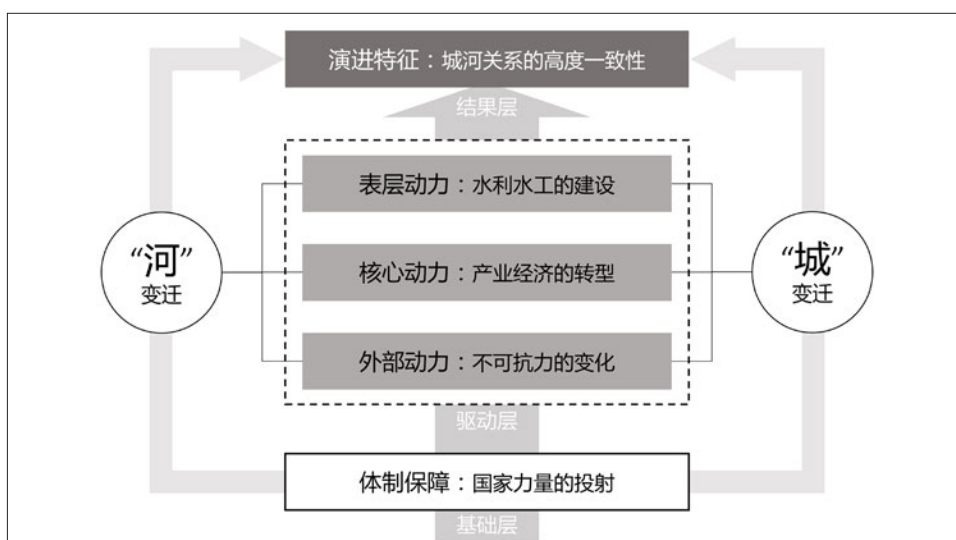 演进特征：城河关系的高度一致性
结果层
表层动力：水利水工的建设
“河”
变迁
核心动力：产业经济的转型
“城”
变迁
外部动力：不可抗力的变化
驱动层
体制保障：国家力量的投射
基础层